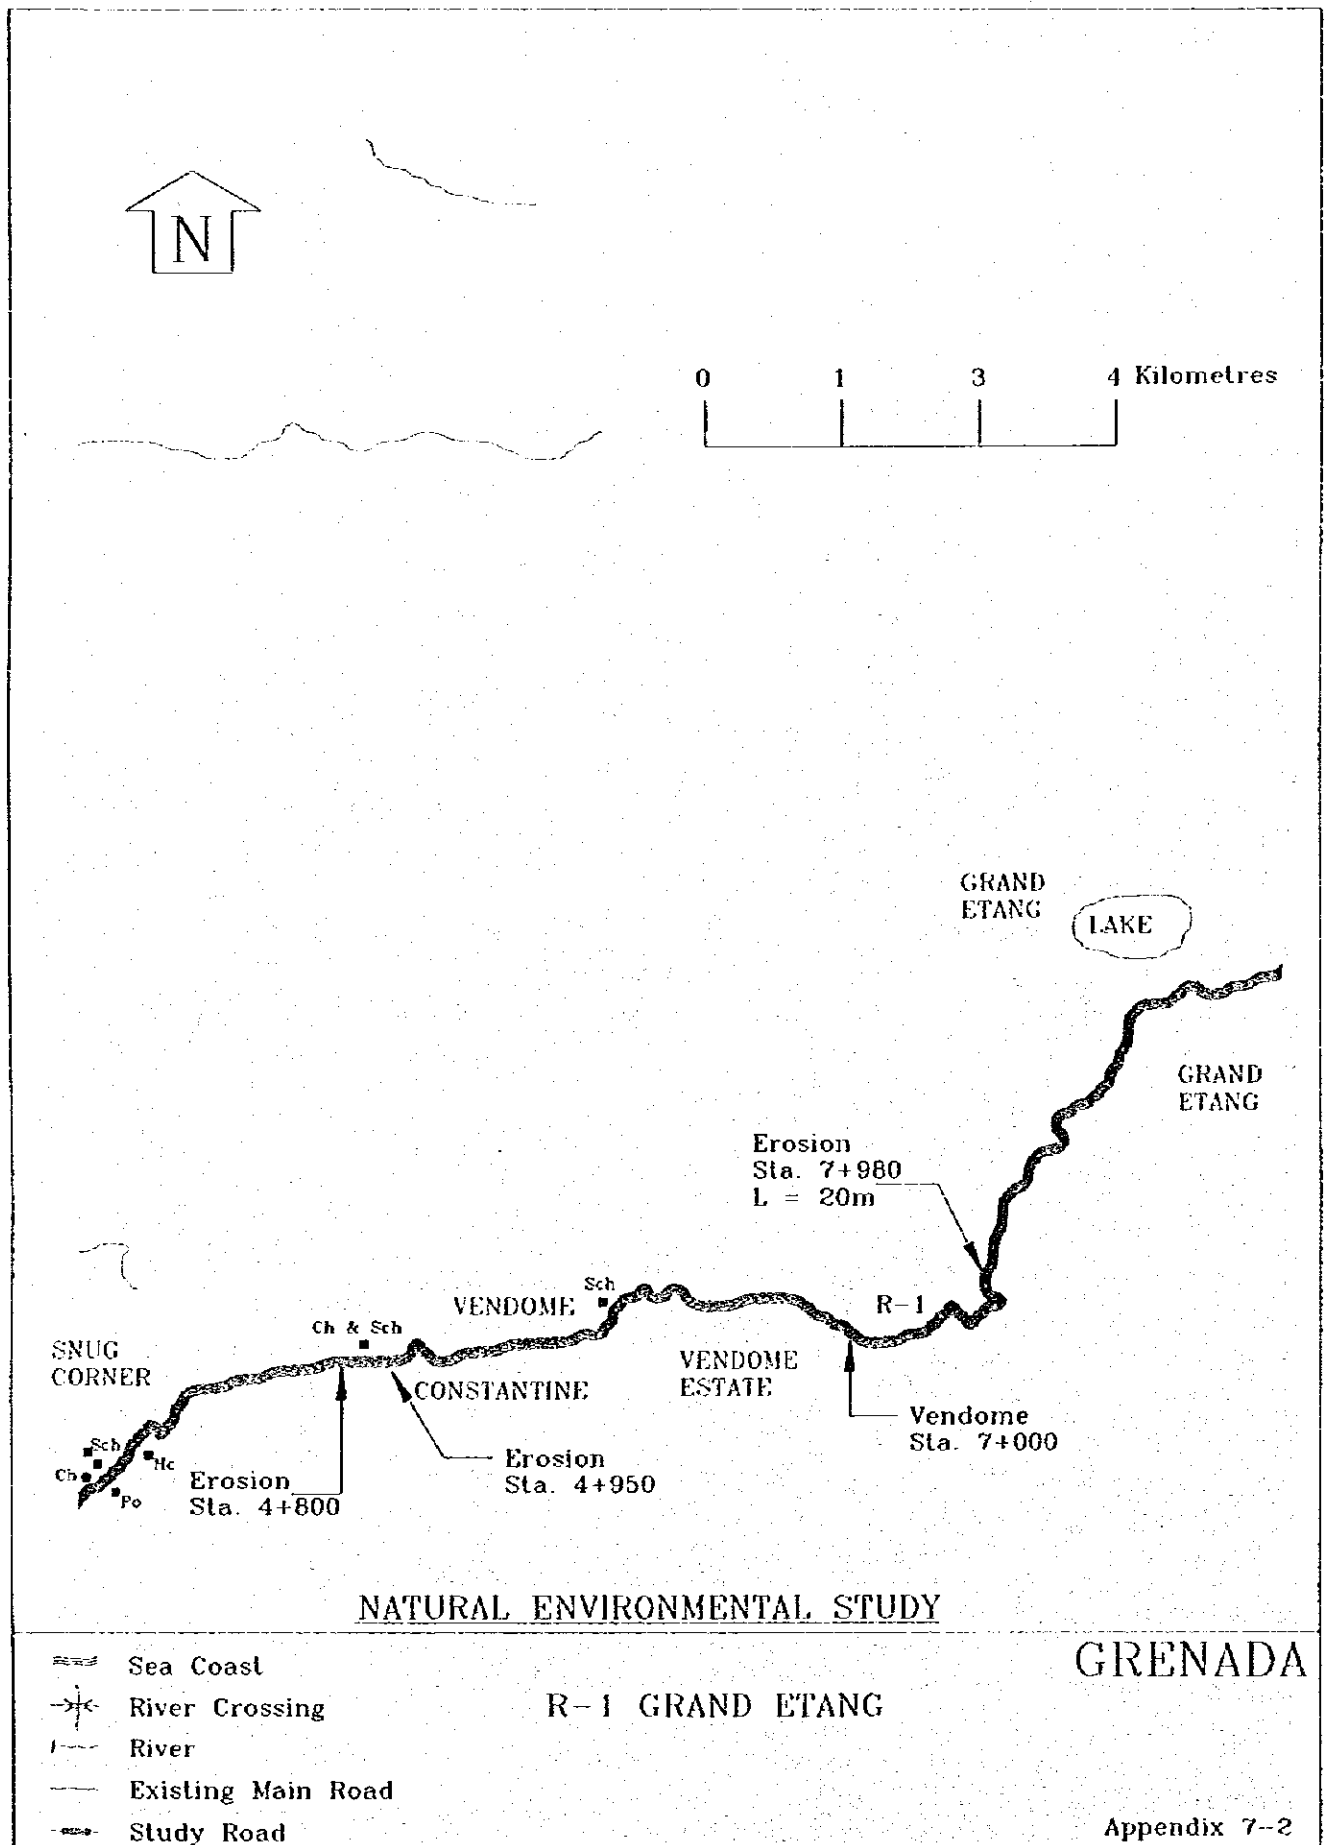 N
0 1 3 4 Kilometres
GRAND
ETANG
LAKE
GRAND
ETANG
Erosion
Sta. 7+980
L = 20m
Sch
VENDOME
R-1
Ch & Sch
SNUG
CORNER
VENDOME
ESTATE
CONSTANTINE
Vendome
Sta. 7+000
Sch
Hc
Erosion
Sta. 4+950
Ch
Po
Erosion
Sta. 4+800
NATURAL ENVIRONMENTAL STUDY
GRENADA
Sea Coast
River Crossing
R-1 GRAND ETANG
River
Existing Main Road
Study Road
Appendix 7-2